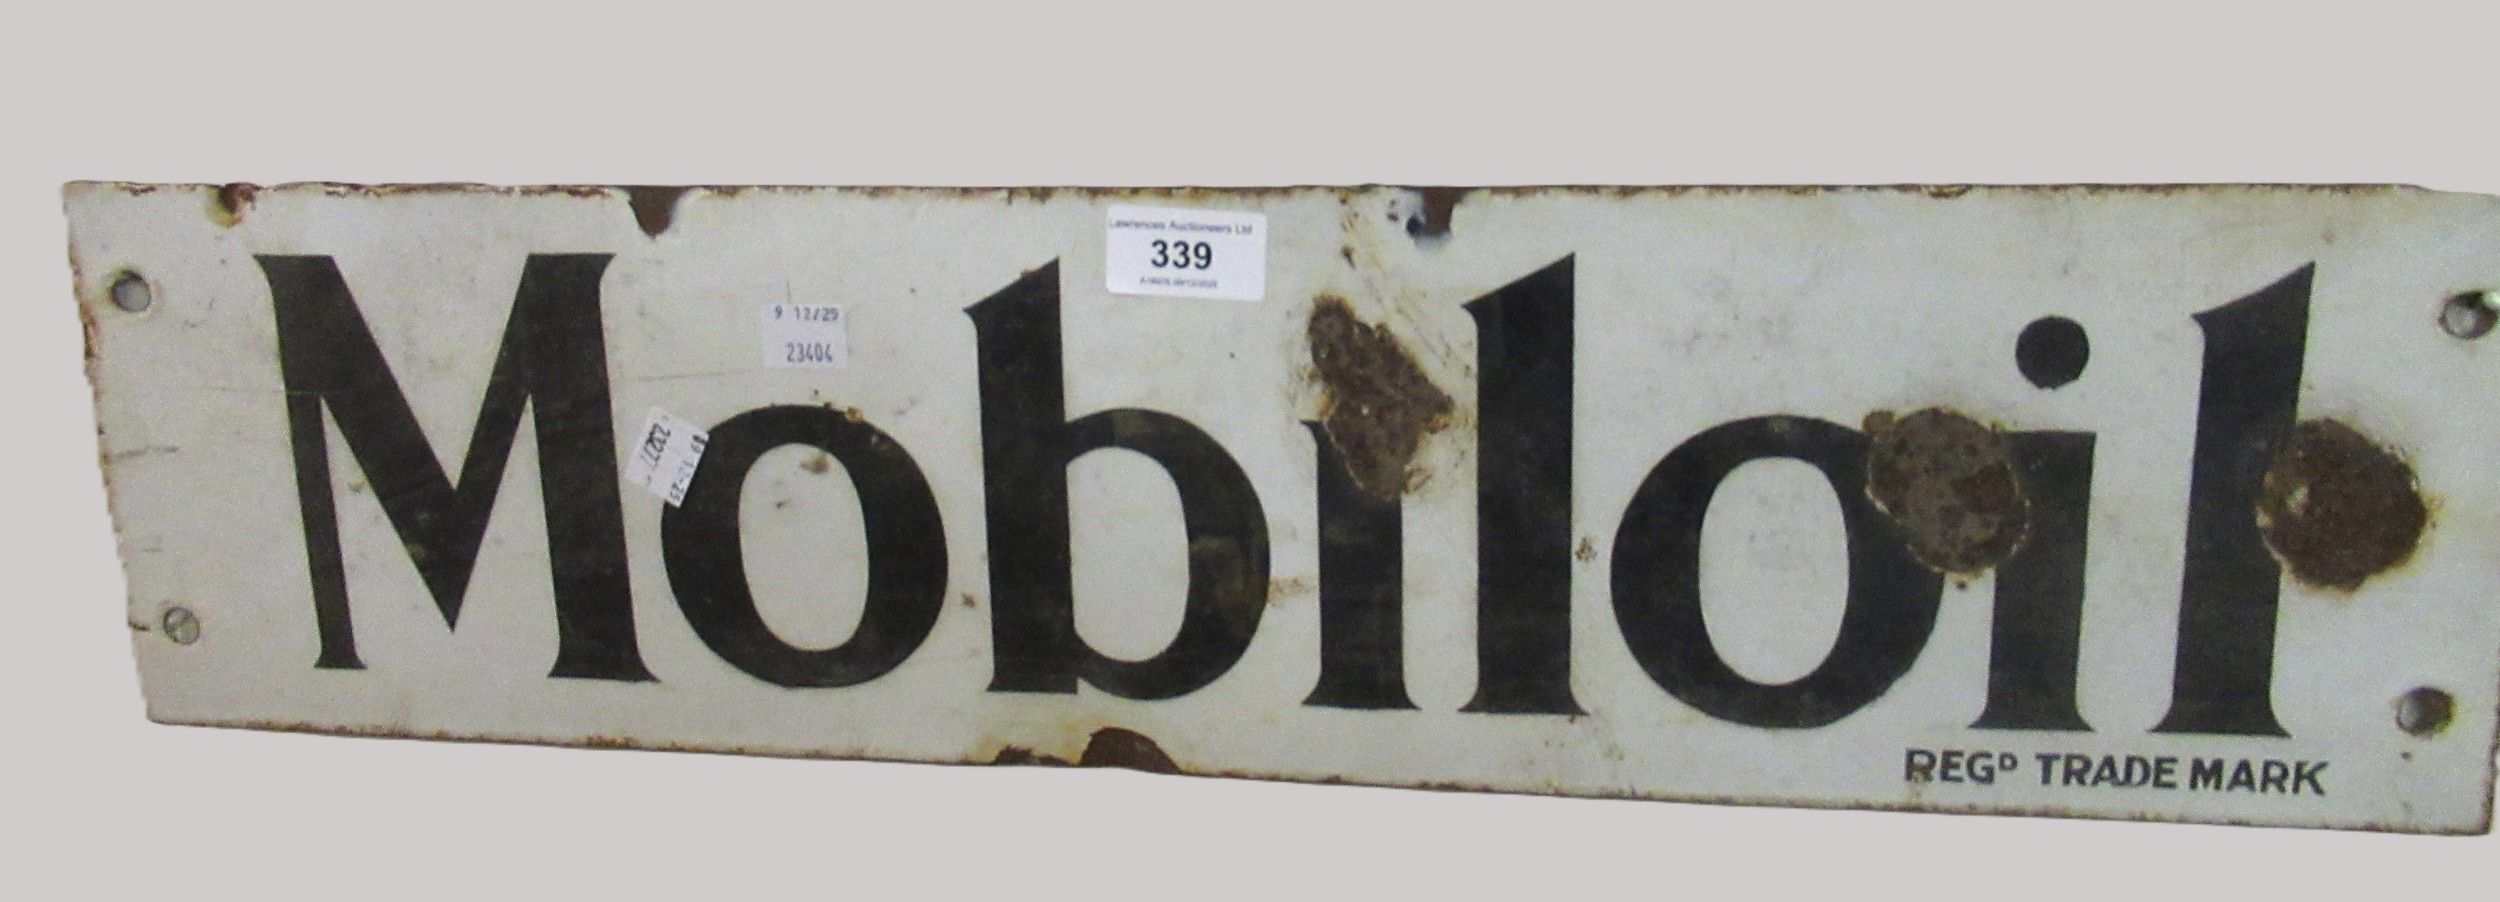 Lawrences Auctioneers Ltd
339
9 12/25
23404
Mobiloil
REGD TRADE MARK